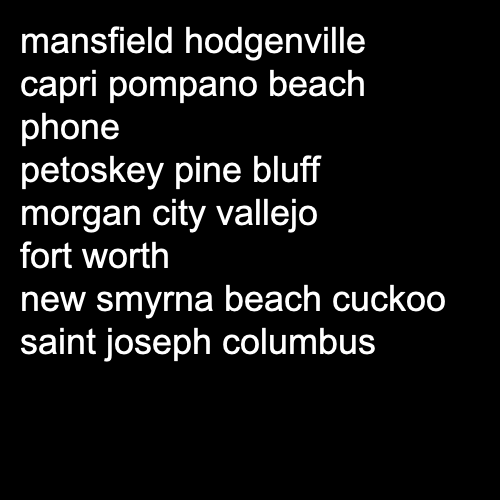 mansfield hodgenville
capri pompano beach
phone
petoskey pine bluff
morgan city vallejo
fort worth
new smyrna beach cuckoo
saint joseph columbus